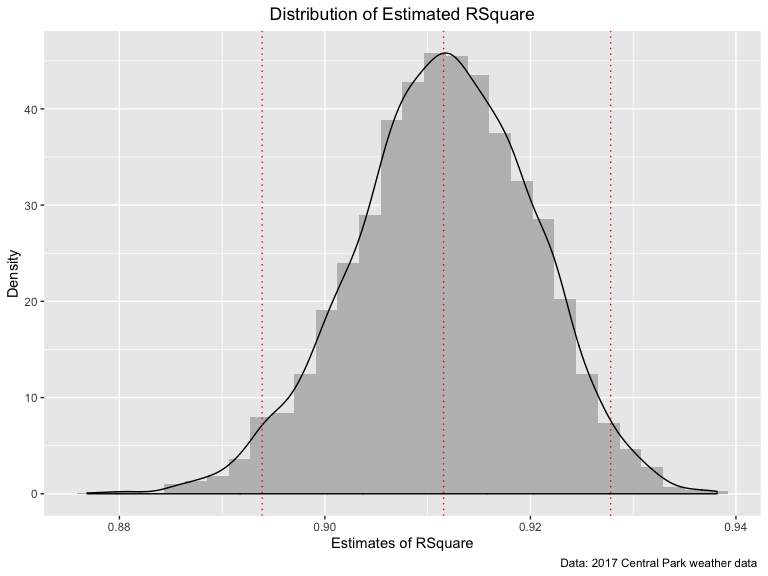 Distribution of Estimated RSquare
Density
40
30
20
10
0
0.88
0.90
0.92
0.94
Estimates of RSquare
Data: 2017 Central Park weather data